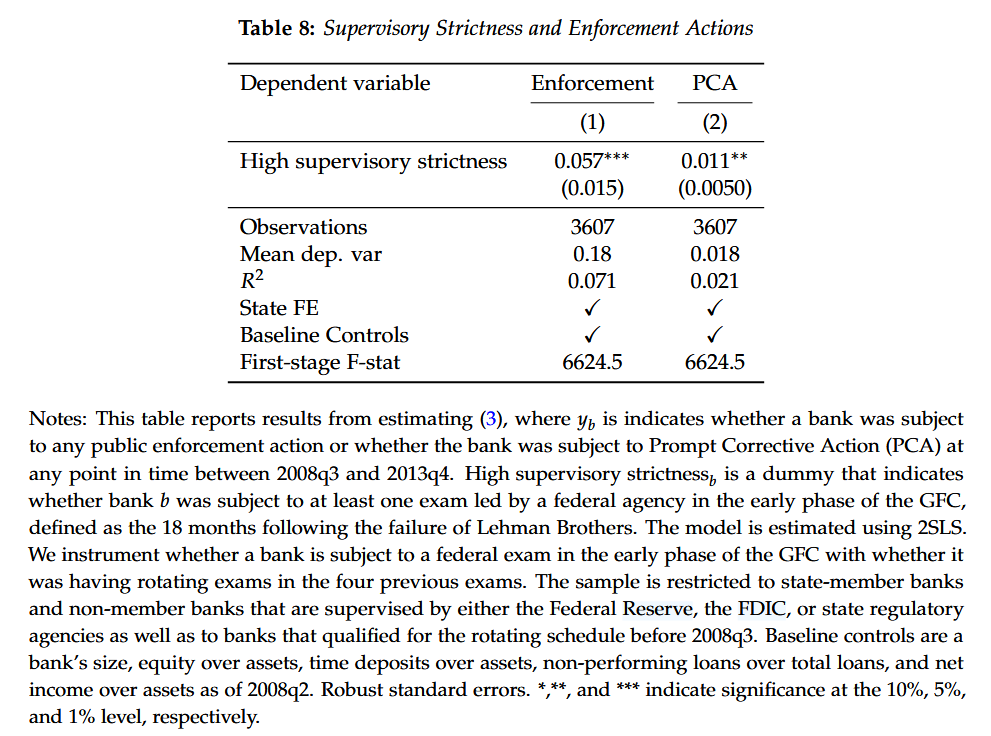 Table 8: Supervisory Strictness and Enforcement Actions
Dependent variable Enforcement PCA
(1) (2)
High supervisory strictness 0.057*** 0.011**
(0.015) (0.0050)
Observations 3607 3607
Mean dep. var 0.18 0.018
R² 0.071 0.021
State FE ✓ ✓
Baseline Controls ✓ ✓
First-stage F-stat 6624.5 6624.5
Notes: This table reports results from estimating (3), where y_b is indicates whether a bank was subject
to any public enforcement action or whether the bank was subject to Prompt Corrective Action (PCA) at
any point in time between 2008q3 and 2013q4. High supervisory strictness_b is a dummy that indicates
whether bank b was subject to at least one exam led by a federal agency in the early phase of the GFC,
defined as the 18 months following the failure of Lehman Brothers. The model is estimated using 2SLS.
We instrument whether a bank is subject to a federal exam in the early phase of the GFC with whether it
was having rotating exams in the four previous exams. The sample is restricted to state-member banks
and non-member banks that are supervised by either the Federal Reserve, the FDIC, or state regulatory
agencies as well as to banks that qualified for the rotating schedule before 2008q3. Baseline controls are a
bank's size, equity over assets, time deposits over assets, non-performing loans over total loans, and net
income over assets as of 2008q2. Robust standard errors. *,**, and *** indicate significance at the 10%, 5%,
and 1% level, respectively.